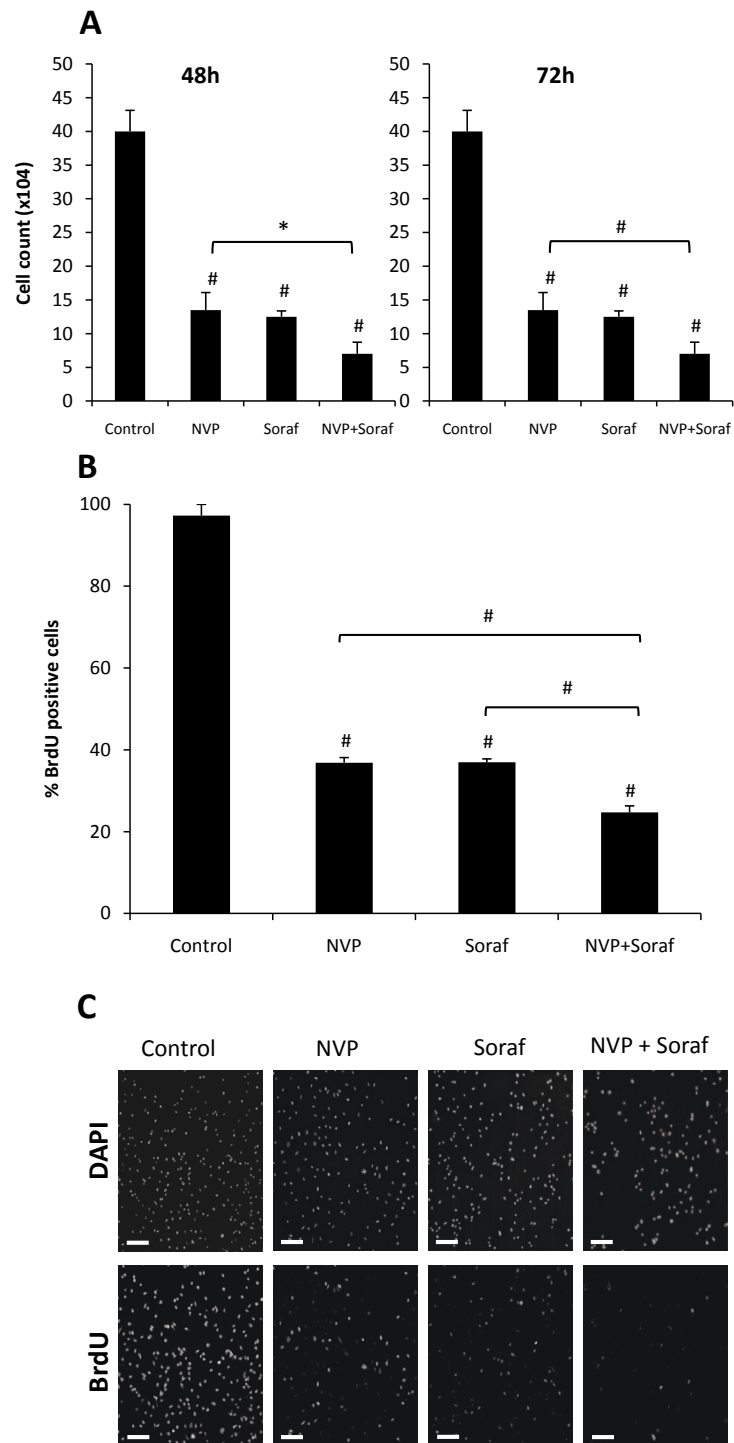 A
48h
72h
Cell count (x104)
50
45
40
35
30
25
20
15
10
5
0
*
#
#
#
Control
NVP
Soraf
NVP+Soraf
50
45
40
35
30
25
20
15
10
5
0
#
#
#
#
Control
NVP
Soraf
NVP+Soraf
B
% BrdU positive cells
100
80
60
40
20
0
#
#
#
#
#
Control
NVP
Soraf
NVP+Soraf
C
Control
NVP
Soraf
NVP + Soraf
DAPI
BrdU